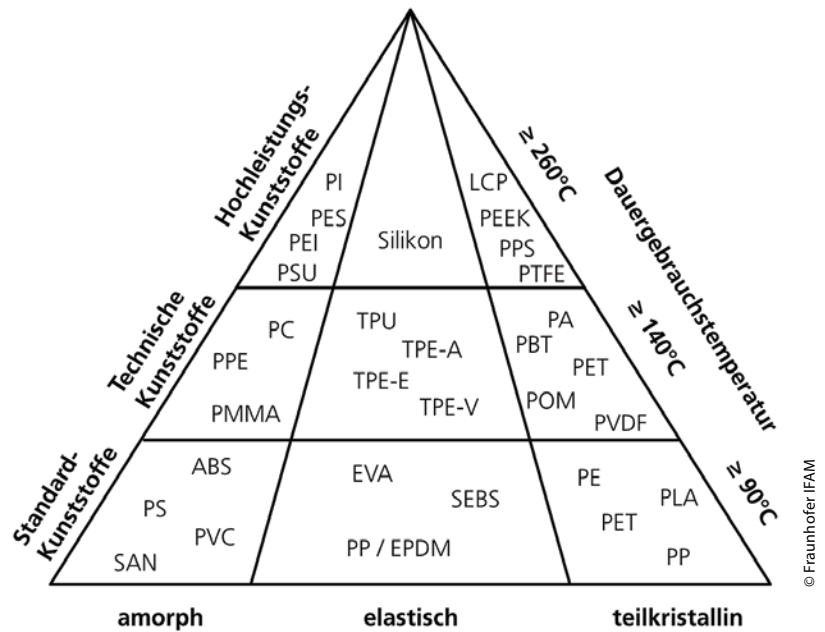 Hochleistungs-
Kunststoffe
≥ 260°C
Dauergebrauchstemperatur
PI
LCP
PES
PEEK
PEI
Silikon
PPS
PSU
PTFE
Technische
Kunststoffe
≥ 140°C
PC
TPU
PA
PPE
TPE-A
PBT
TPE-E
PET
PMMA
TPE-V
POM
PVDF
Standard-
Kunststoffe
≥ 90°C
ABS
EVA
PE
PS
SEBS
PLA
PVC
PET
SAN
PP / EPDM
PP
amorph
elastisch
teilkristallin
© Fraunhofer IFAM